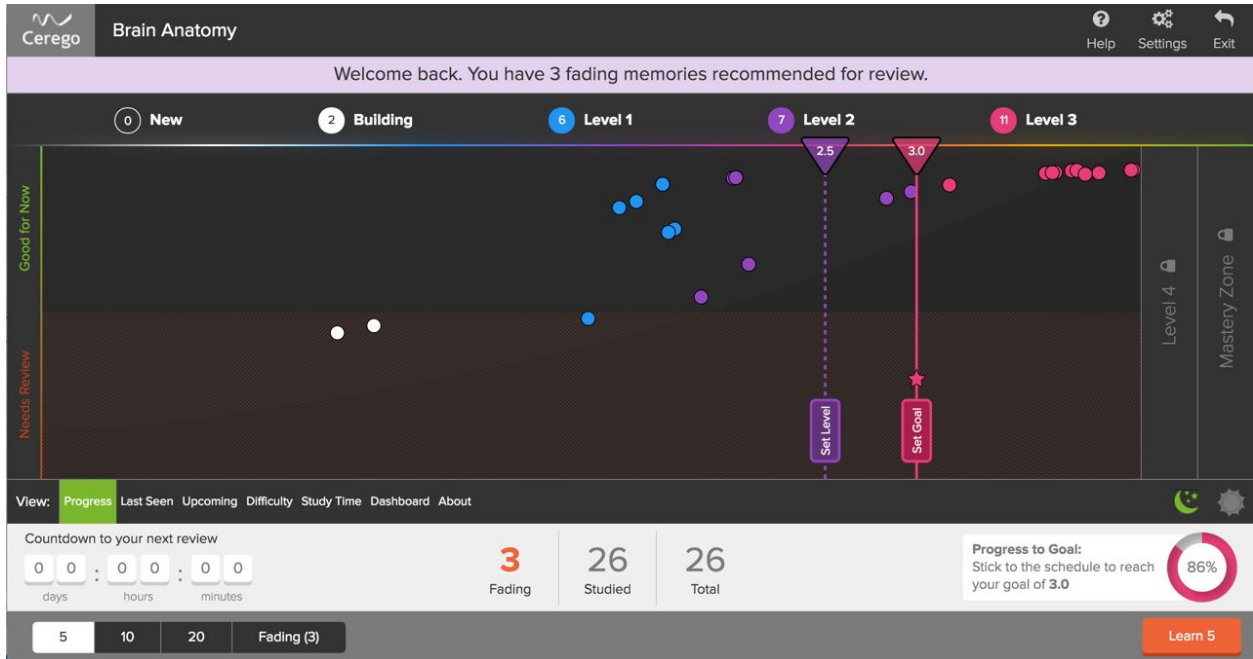 Cerego
Brain Anatomy
Help
Settings
Exit
Welcome back. You have 3 fading memories recommended for review.
0 New
2 Building
6 Level 1
7 Level 2
11 Level 3
2.5
3.0
Good for Now
Needs Review
Set Level
Set Goal
Level 4
Mastery Zone
View: Progress Last Seen Upcoming Difficulty Study Time Dashboard About
Countdown to your next review
0 0 : 0 0 : 0 0
days hours minutes
3
Fading
26
Studied
26
Total
Progress to Goal:
Stick to the schedule to reach
your goal of 3.0
86%
5
10
20
Fading (3)
Learn 5